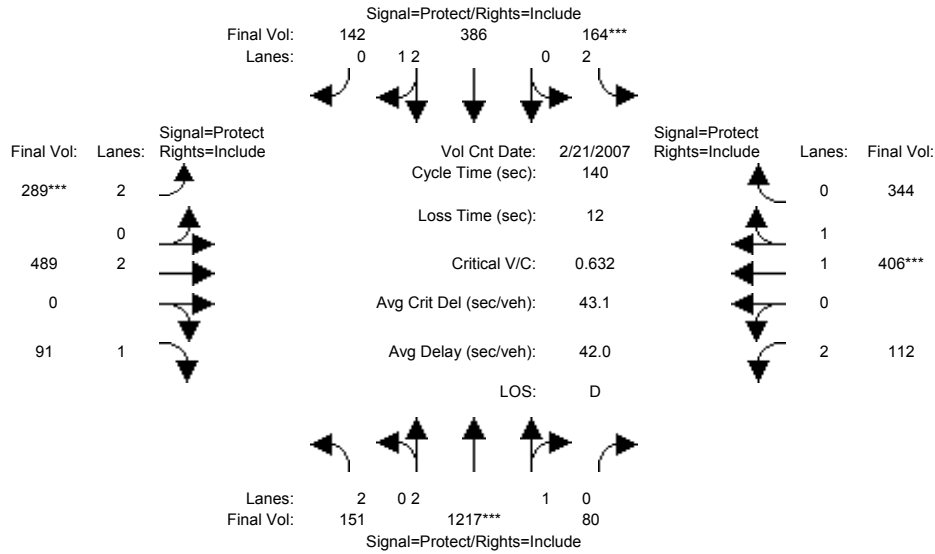 Signal=Protect/Rights=Include
Final Vol: 142 386 164***
Lanes: 0 1 2 0 2
Signal=Protect Signal=Protect
Final Vol: Lanes: Rights=Include Vol Cnt Date: 2/21/2007 Rights=Include Lanes: Final Vol:
Cycle Time (sec): 140
289*** 2 0 344
Loss Time (sec): 12
0 1
489 2 Critical V/C: 0.632 1 406***
0 Avg Crit Del (sec/veh): 43.1 0
91 1 Avg Delay (sec/veh): 42.0 2 112
LOS: D
Lanes: 2 0 2 1 0
Final Vol: 151 1217*** 80
Signal=Protect/Rights=Include